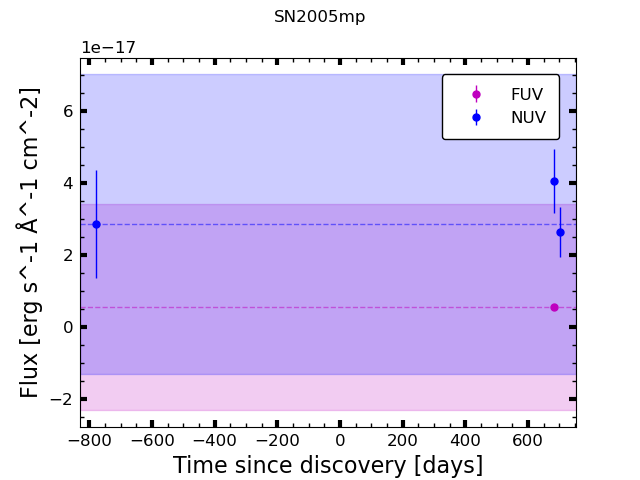 SN2005mp
1e−17
FUV
NUV
6
4
2
0
−2
Flux [erg s^-1 Å^-1 cm^-2]
−800 −600 −400 −200 0 200 400 600
Time since discovery [days]